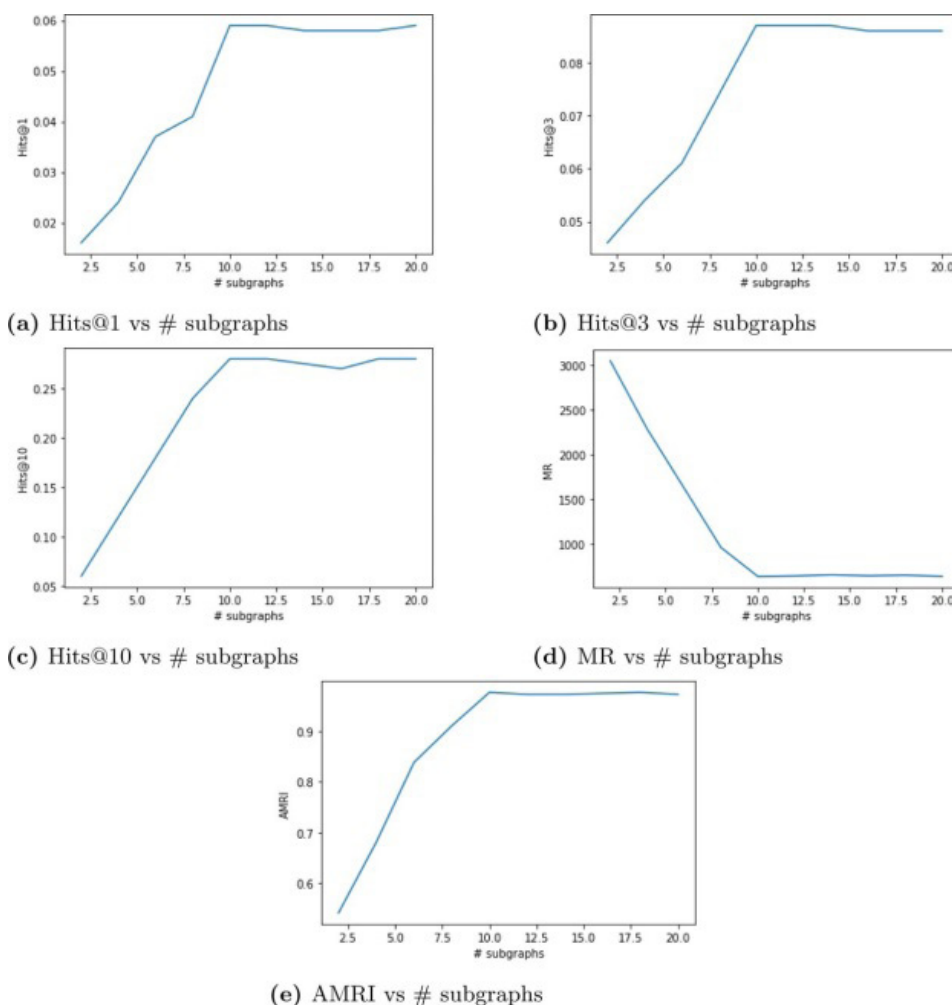 0.06
0.05
0.04
0.03
0.02
Hits@1
2.5 5.0 7.5 10.0 12.5 15.0 17.5 20.0
# subgraphs
(a) Hits@1 vs # subgraphs
0.08
0.07
0.06
0.05
Hits@3
2.5 5.0 7.5 10.0 12.5 15.0 17.5 20.0
# subgraphs
(b) Hits@3 vs # subgraphs
0.25
0.20
0.15
0.10
0.05
Hits@10
2.5 5.0 7.5 10.0 12.5 15.0 17.5 20.0
# subgraphs
(c) Hits@10 vs # subgraphs
3000
2500
2000
1500
1000
MR
2.5 5.0 7.5 10.0 12.5 15.0 17.5 20.0
# subgraphs
(d) MR vs # subgraphs
0.9
0.8
0.7
0.6
AMRI
2.5 5.0 7.5 10.0 12.5 15.0 17.5 20.0
# subgraphs
(e) AMRI vs # subgraphs